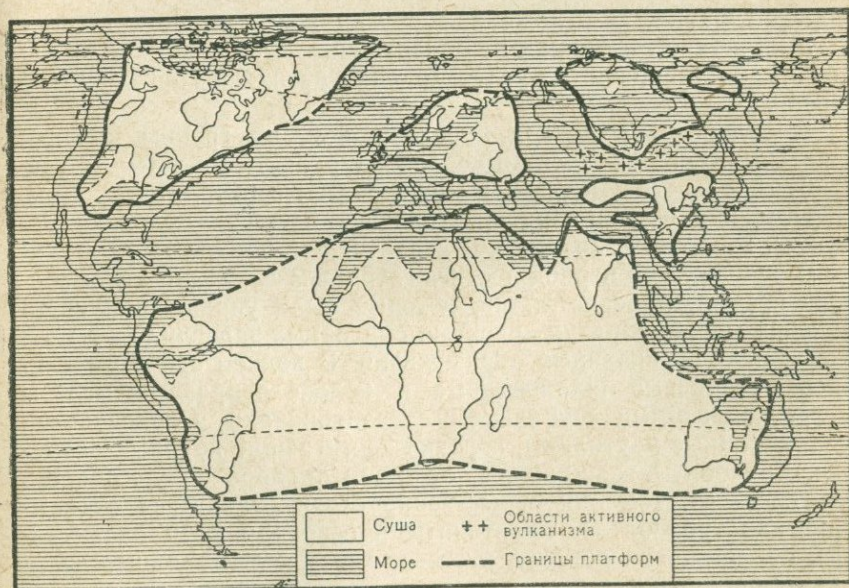 Суша
Области активного
вулканизма
Море
Границы платформ